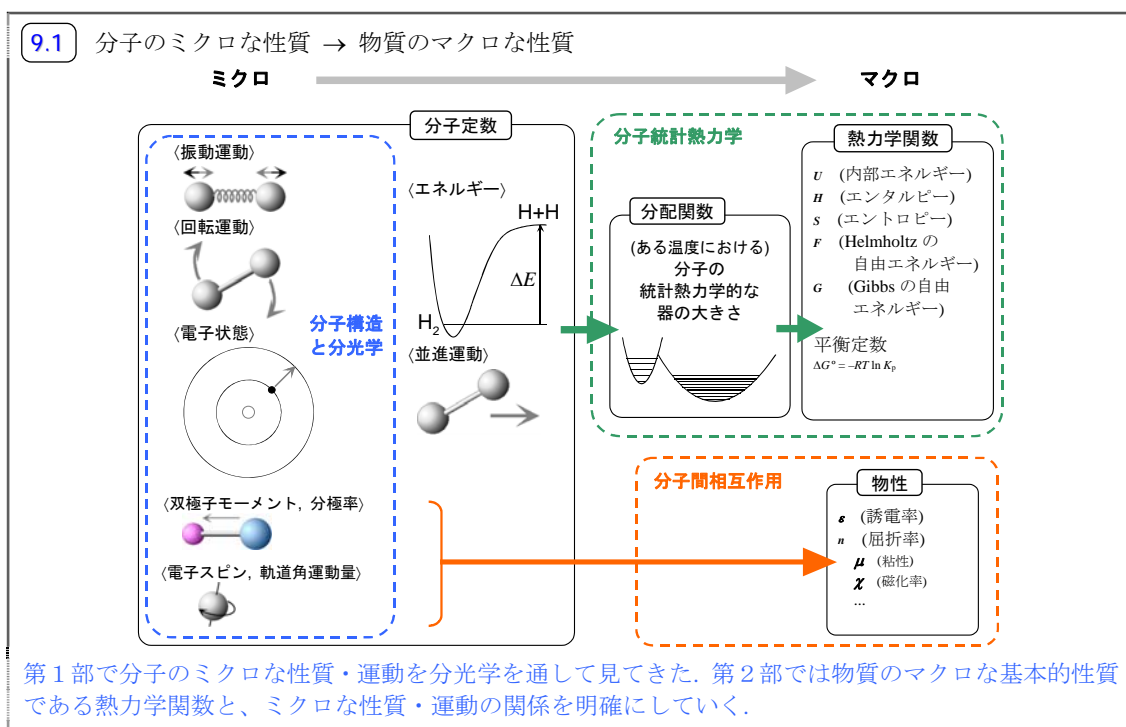 9.1 分子のミクロな性質 → 物質のマクロな性質
ミクロ
マクロ
分子定数
〈振動運動〉
〈回転運動〉
〈電子状態〉
分子構造
と分光学
〈双極子モーメント, 分極率〉
〈電子スピン, 軌道角運動量〉
〈エネルギー〉
H+H
ΔE
H2
〈並進運動〉
分子統計熱力学
分配関数
(ある温度における)
分子の
統計熱力学的な
器の大きさ
熱力学関数
U (内部エネルギー)
H (エンタルピー)
S (エントロピー)
F (Helmholtz の
自由エネルギー)
G (Gibbs の自由
エネルギー)
平衡定数
ΔG° = –RT ln Kp
分子間相互作用
物性
ε (誘電率)
n (屈折率)
μ (粘性)
χ (磁化率)
...
第1部で分子のミクロな性質・運動を分光学を通して見てきた. 第2部では物質のマクロな基本的性質
である熱力学関数と、ミクロな性質・運動の関係を明確にしていく.